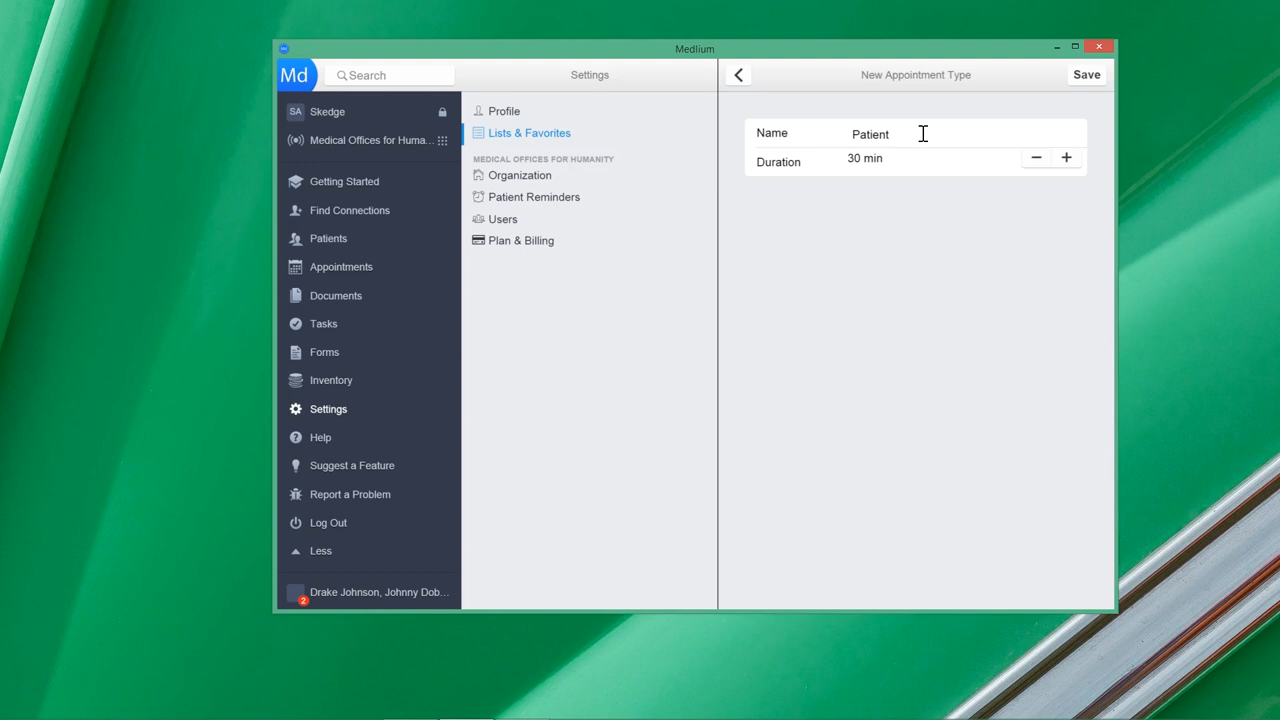 Medlium
Md
Search
Settings
New Appointment Type
Save
SA Skedge
Medical Offices for Huma...
Getting Started
Find Connections
Patients
Appointments
Documents
Tasks
Forms
Inventory
Settings
Help
Suggest a Feature
Report a Problem
Log Out
Less
Drake Johnson, Johnny Dob...
2
Profile
Lists & Favorites
MEDICAL OFFICES FOR HUMANITY
Organization
Patient Reminders
Users
Plan & Billing
Name Patient
Duration 30 min